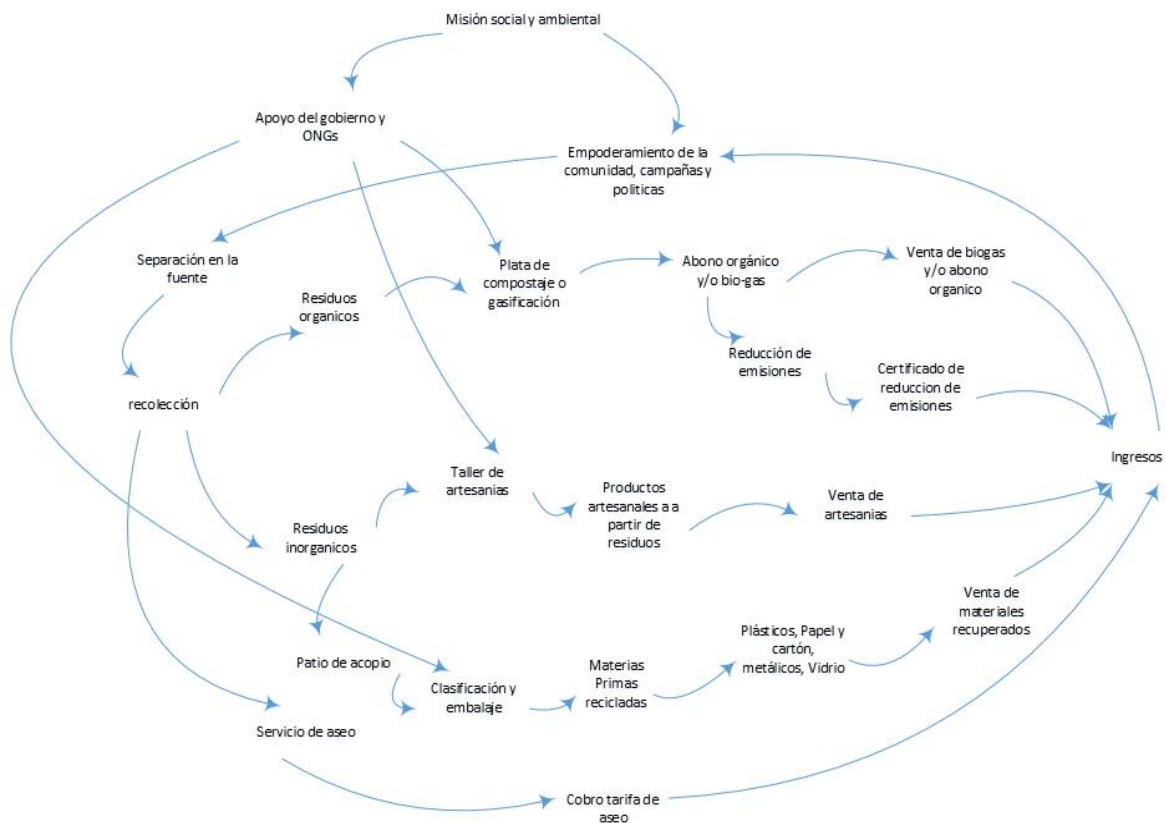 Misión social y ambiental
Apoyo del gobierno y
ONGs
Empoderamiento de la
comunidad, campañas y
politicas
Separación en la
fuente
Residuos
organicos
Plata de
compostaje o
gasificación
Abono orgánico
y/o bio-gas
Venta de biogas
y/o abono
organico
Reducción de
emisiones
Certificado de
reduccion de
emisiones
recolección
Ingresos
Taller de
artesanias
Productos
artesanales a a
partir de
residuos
Venta de
artesanias
Residuos
inorganicos
Venta de
materiales
recuperados
Patio de acopio
Clasificación y
embalaje
Materias
Primas
recicladas
Plásticos, Papel y
cartón,
metálicos, Vidrio
Servicio de aseo
Cobro tarifa de
aseo